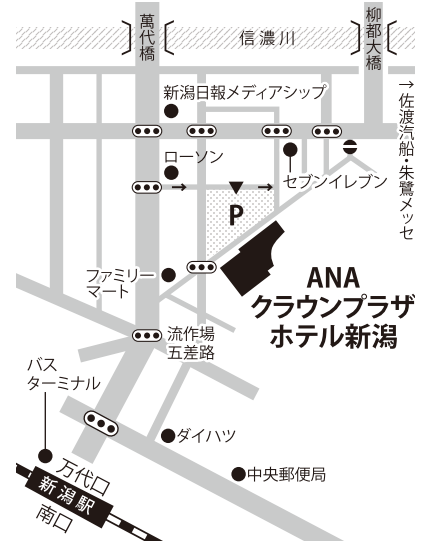 萬代橋
信濃川
柳都大橋
新潟日報メディアシップ
→佐渡汽船・朱鷺メッセ
ローソン
セブンイレブン
P
ファミリー
マート
ANA
クラウンプラザ
ホテル新潟
流作場
五差路
バス
ターミナル
ダイハツ
万代口
新潟駅
南口
中央郵便局